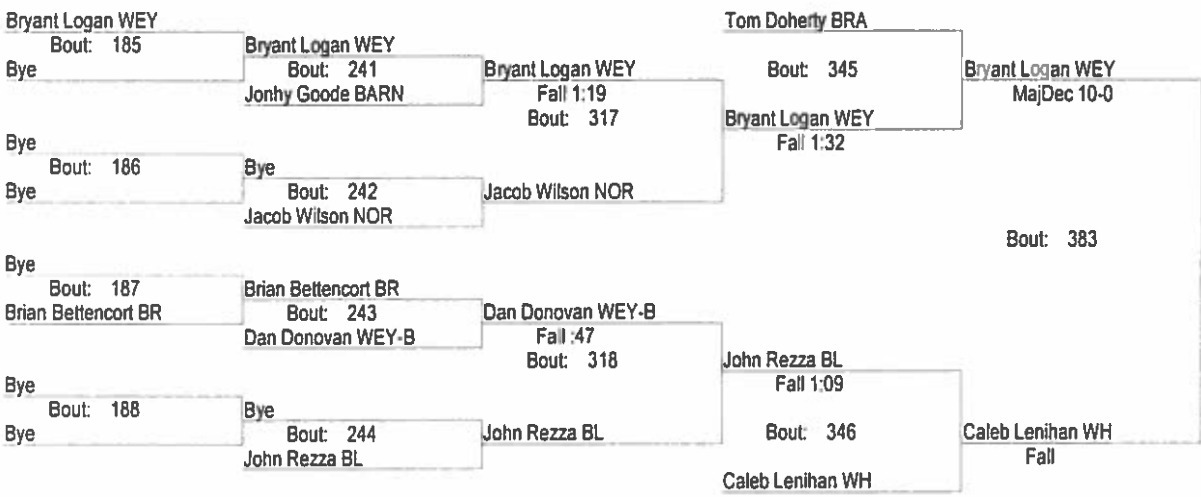 Bryant Logan WEY
Bout: 185
Bye
Bye
Bout: 186
Bye
Bye
Bout: 187
Brian Bettencort BR
Bye
Bout: 188
Bye
Bryant Logan WEY
Bout: 241
Jonhy Goode BARN
Bye
Bout: 242
Jacob Wilson NOR
Brian Bettencort BR
Bout: 243
Dan Donovan WEY-B
Bye
Bout: 244
John Rezza BL
Bryant Logan WEY
Fall 1:19
Bout: 317
Jacob Wilson NOR
Dan Donovan WEY-B
Fall :47
Bout: 318
John Rezza BL
Tom Doherty BRA
Bout: 345
Bryant Logan WEY
Fall 1:32
John Rezza BL
Fall 1:09
Bout: 346
Caleb Lenihan WH
Bryant Logan WEY
MajDec 10-0
Bout: 383
Caleb Lenihan WH
Fall